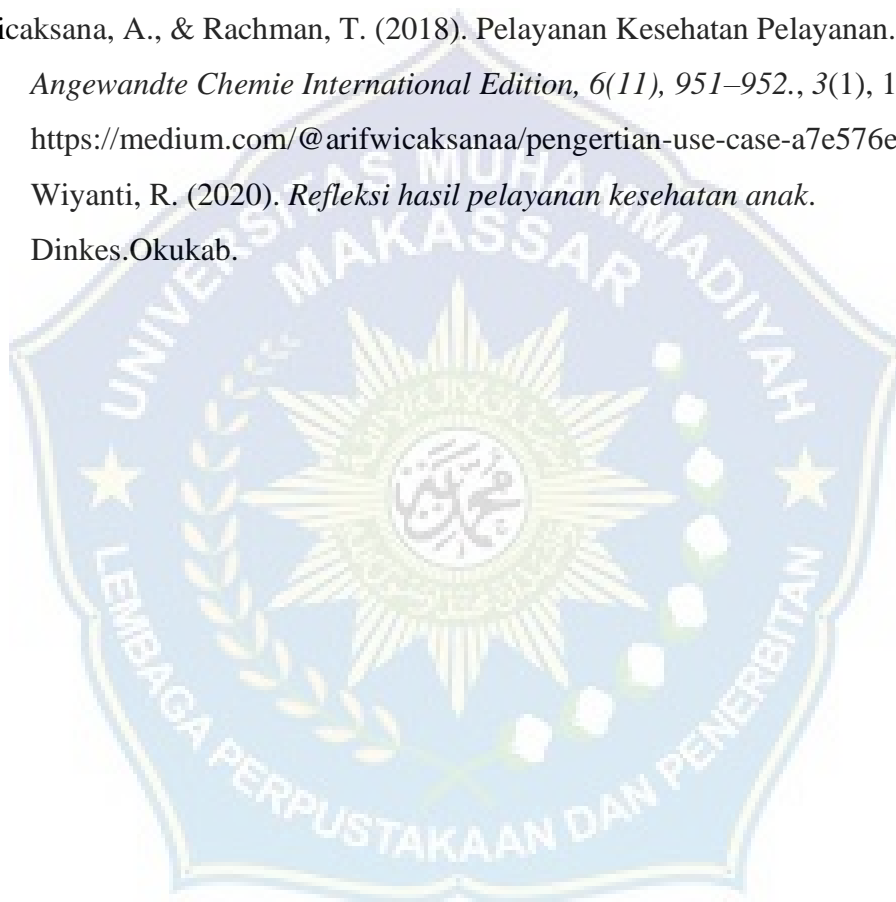 icaksana, A., & Rachman, T. (2018). Pelayanan Kesehatan Pelayanan.
Angewandte Chemie International Edition, 6(11), 951–952., 3(1), 1
https://medium.com/@arifwicaksanaa/pengertian-use-case-a7e576e
Wiyanti, R. (2020). Refleksi hasil pelayanan kesehatan anak.
Dinkes.Okukab.
UNIVERSITAS MUHAMMADIYAH
MAKASSAR
محمد
LEMBAGA PERPUSTAKAAN DAN PENERBITAN